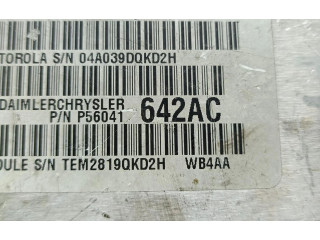 TOROLA S/N 04A039DQKD2H
DAIMLERCHRYSLER
P/N P56041 642AC
DULE S/N TEM2819QKD2H WB4AA